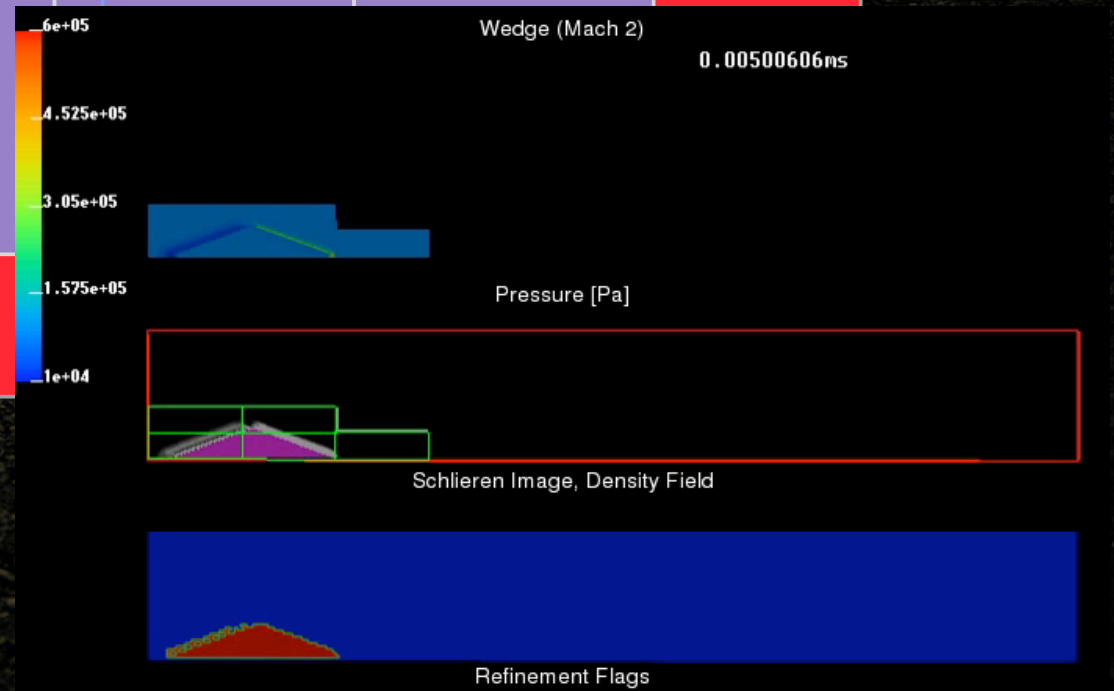 6e+05
Wedge (Mach 2)
0.00500606ms
4.525e+05
3.05e+05
1.575e+05
Pressure [Pa]
1e+04
Schlieren Image, Density Field
Refinement Flags